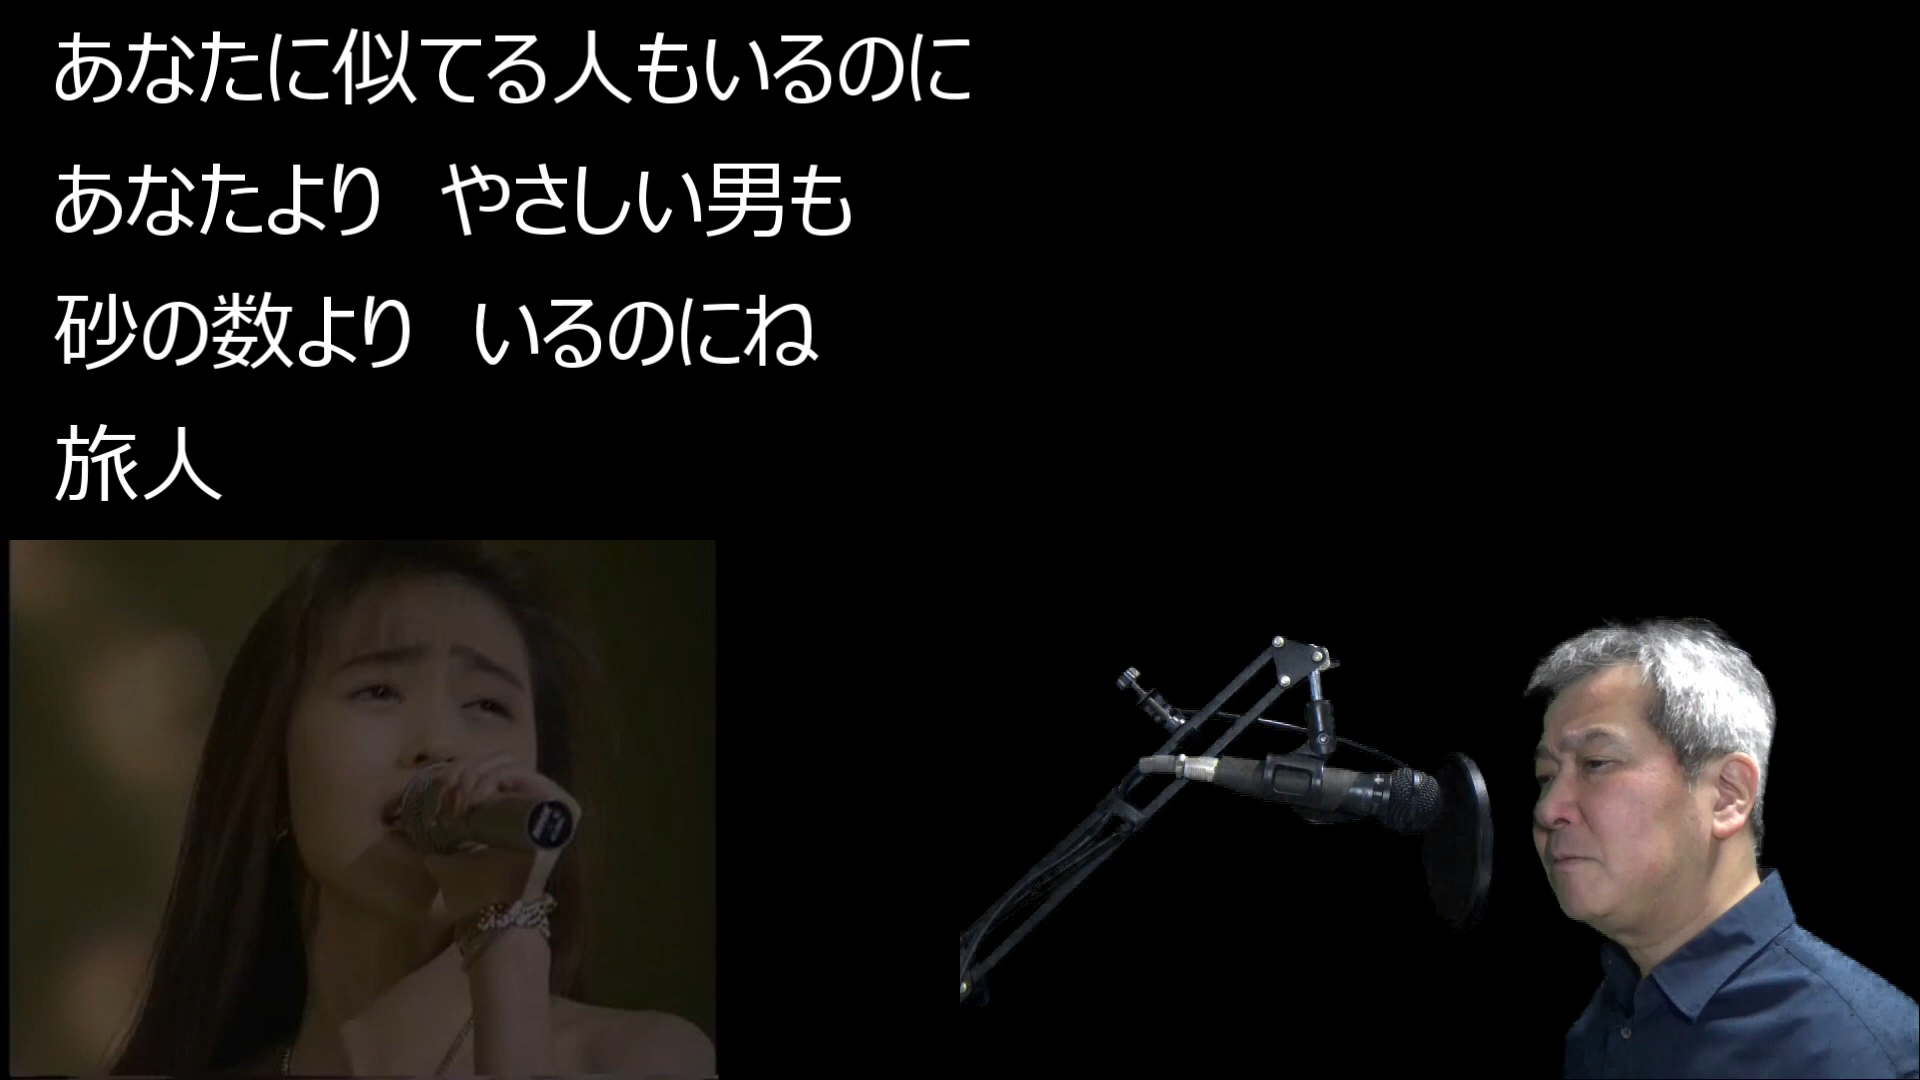 あなたに似てる人もいるのに
あなたより　やさしい男も
砂の数より　いるのにね
旅人